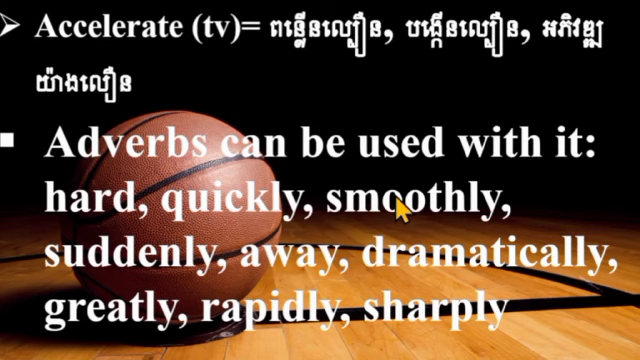 ➤ Accelerate (tv)= ពន្លើនល្បឿន, បង្កើនល្បឿន, អភិវឌ្ឍ
យ៉ាងលឿន
▪ Adverbs can be used with it:
hard, quickly, smoothly,
suddenly, away, dramatically,
greatly, rapidly, sharply